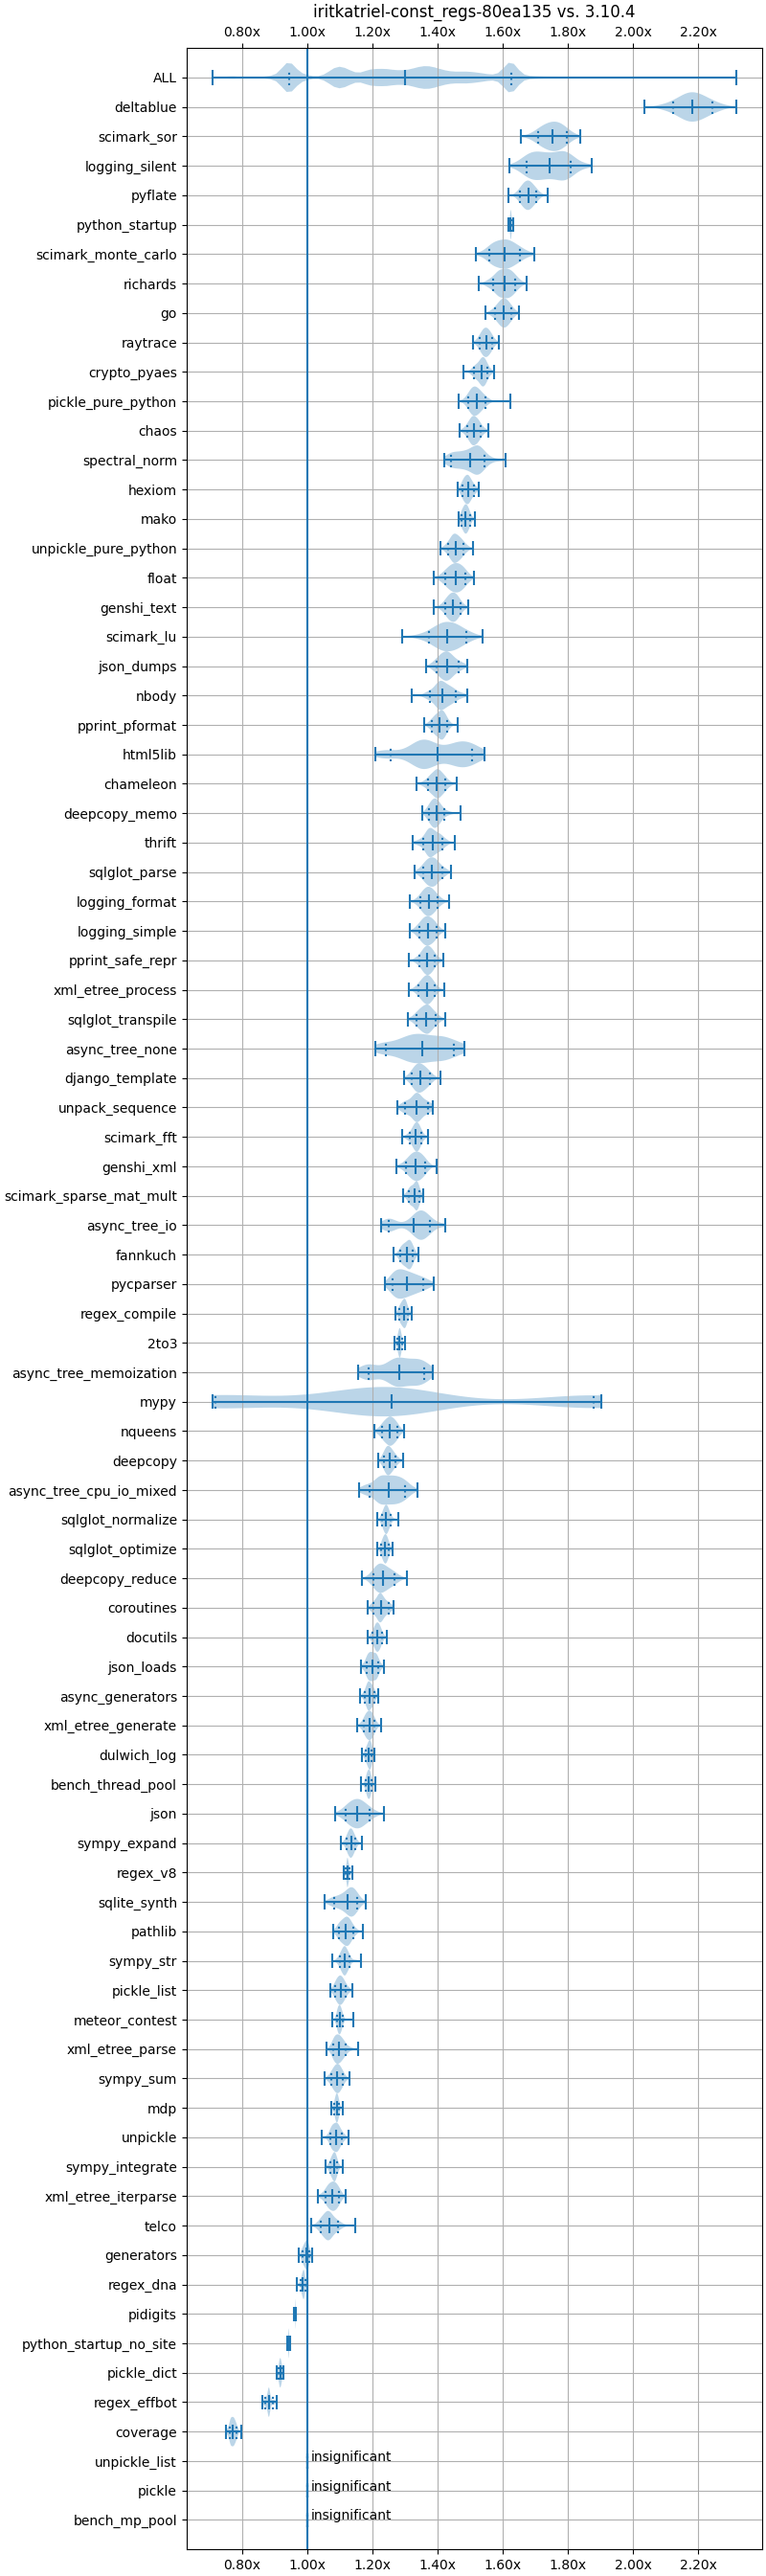 iritkatriel-const_regs-80ea135 vs. 3.10.4
0.80x 1.00x 1.20x 1.40x 1.60x 1.80x 2.00x 2.20x
ALL
deltablue
scimark_sor
logging_silent
pyflate
python_startup
scimark_monte_carlo
richards
go
raytrace
crypto_pyaes
pickle_pure_python
chaos
spectral_norm
hexiom
mako
unpickle_pure_python
float
genshi_text
scimark_lu
json_dumps
nbody
pprint_pformat
html5lib
chameleon
deepcopy_memo
thrift
sqlglot_parse
logging_format
logging_simple
pprint_safe_repr
xml_etree_process
sqlglot_transpile
async_tree_none
django_template
unpack_sequence
scimark_fft
genshi_xml
scimark_sparse_mat_mult
async_tree_io
fannkuch
pycparser
regex_compile
2to3
async_tree_memoization
mypy
nqueens
deepcopy
async_tree_cpu_io_mixed
sqlglot_normalize
sqlglot_optimize
deepcopy_reduce
coroutines
docutils
json_loads
async_generators
xml_etree_generate
dulwich_log
bench_thread_pool
json
sympy_expand
regex_v8
sqlite_synth
pathlib
sympy_str
pickle_list
meteor_contest
xml_etree_parse
sympy_sum
mdp
unpickle
sympy_integrate
xml_etree_iterparse
telco
generators
regex_dna
pidigits
python_startup_no_site
pickle_dict
regex_effbot
coverage
unpickle_list insignificant
pickle insignificant
bench_mp_pool insignificant
0.80x 1.00x 1.20x 1.40x 1.60x 1.80x 2.00x 2.20x